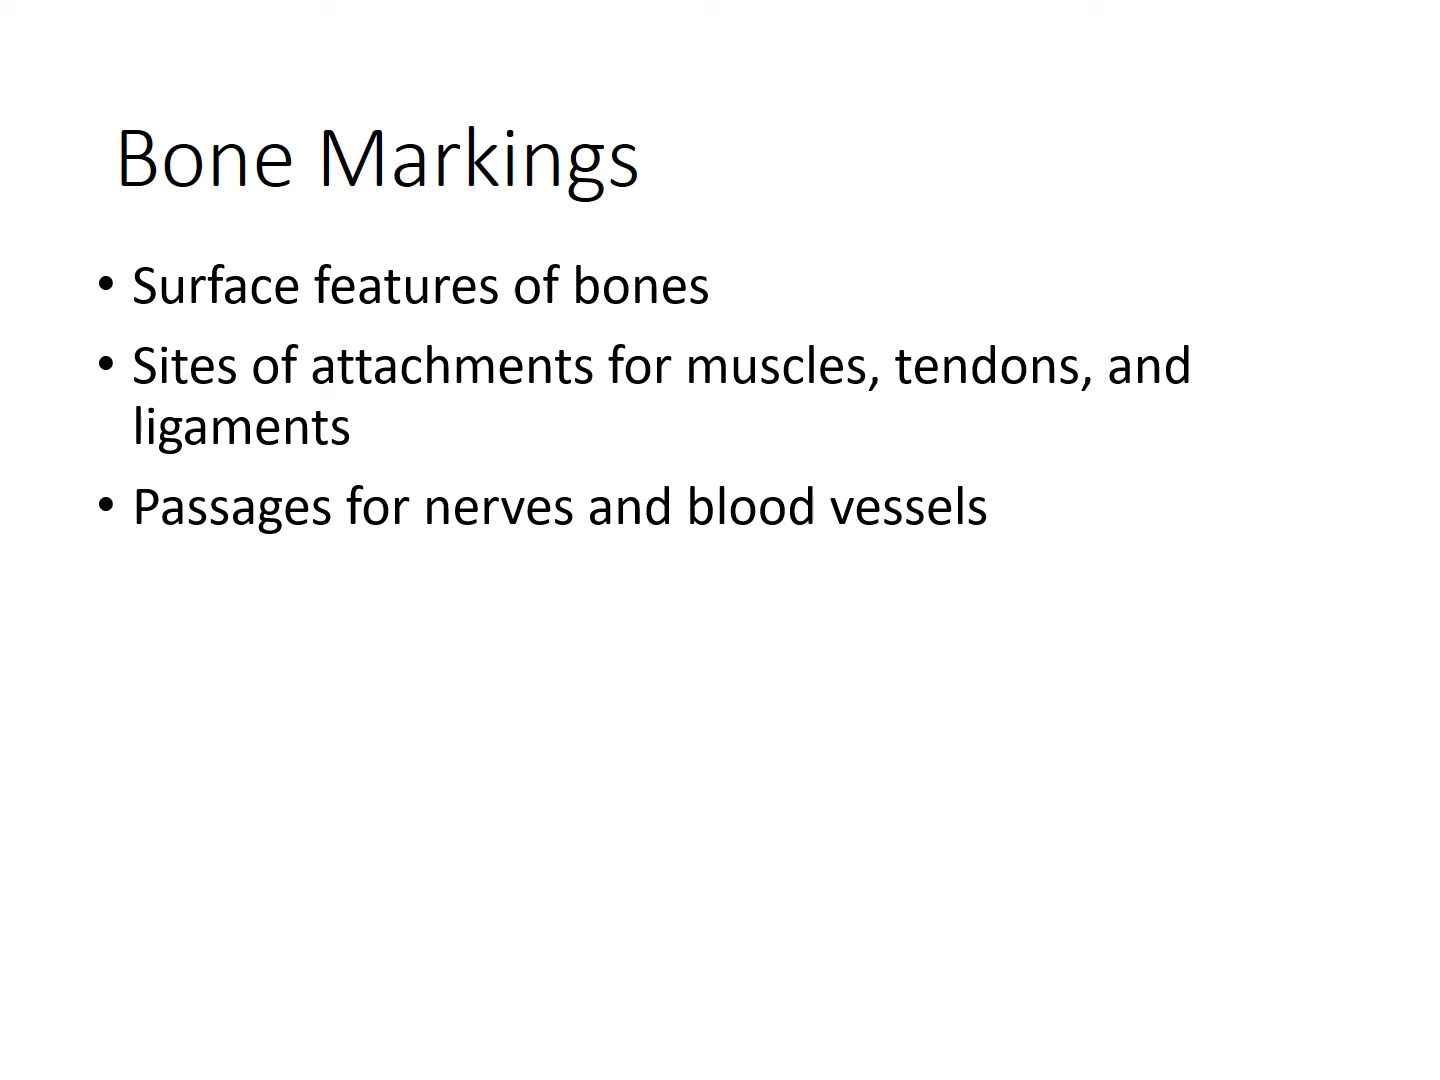 Bone Markings
• Surface features of bones
• Sites of attachments for muscles, tendons, and
ligaments
• Passages for nerves and blood vessels